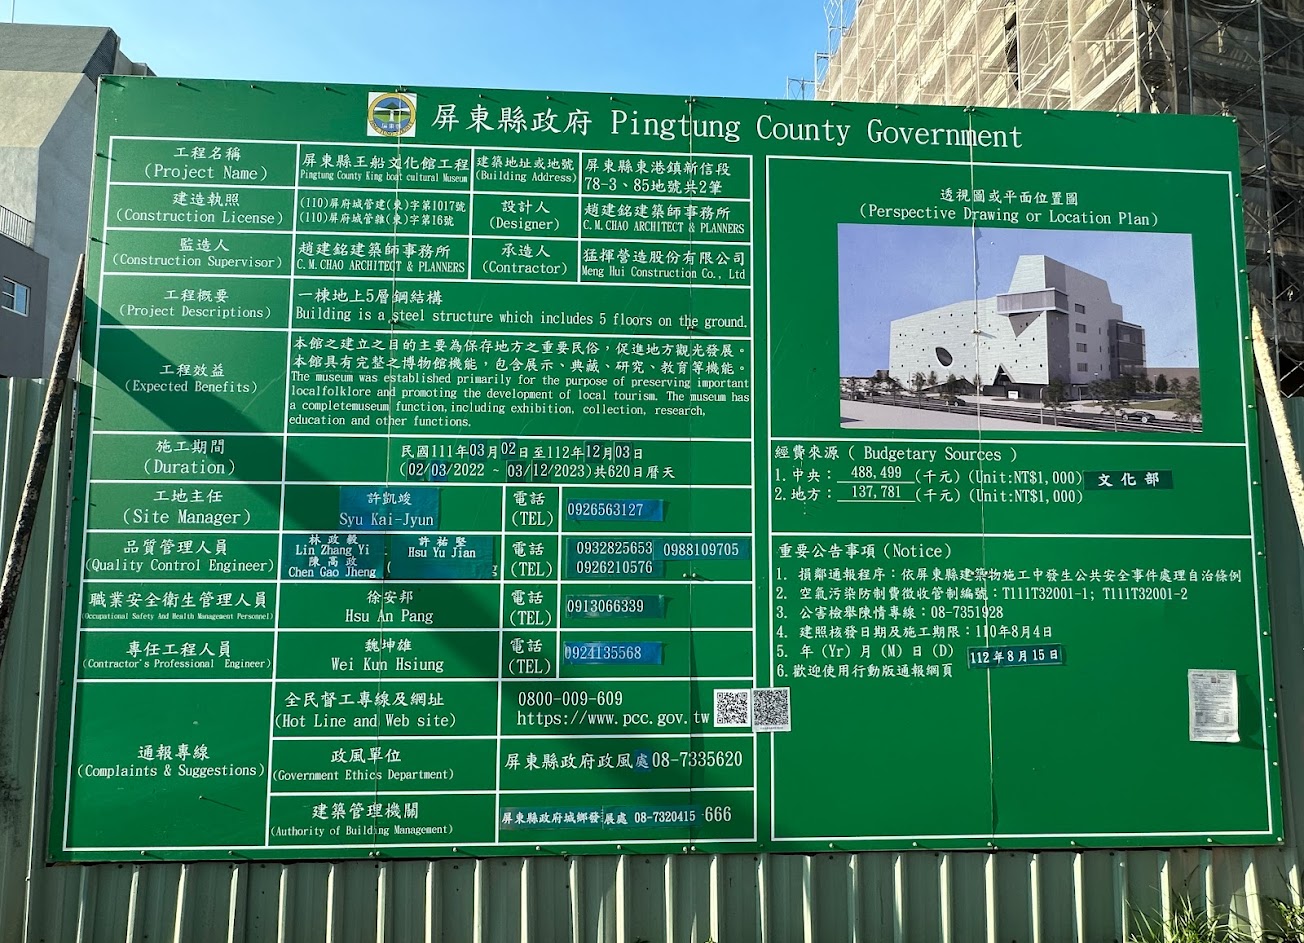 屏東縣政府 Pingtung County Government
工程名稱
(Project Name)
屏東縣王船文化館工程
Pingtung County King boat cultural Museum
建築地址或地號
(Building Address)
屏東縣東港鎮新信段
78-3、85地號共2筆
建造執照
(Construction License)
(110)屏府城管建(東)字第1017號
(110)屏府城管雜(東)字第16號
設計人
(Designer)
趙建銘建築師事務所
C.M.CHAO ARCHITECT & PLANNERS
監造人
(Construction Supervisor)
趙建銘建築師事務所
C.M.CHAO ARCHITECT & PLANNERS
承造人
(Contractor)
猛揮營造股份有限公司
Meng Hui Construction Co., Ltd
工程概要
(Project Descriptions)
一棟地上5層鋼結構
Building is a steel structure which includes 5 floors on the ground.
工程效益
(Expected Benefits)
本館之建立之目的主要為保存地方之重要民俗，促進地方觀光發展。
本館具有完整之博物館機能，包含展示、典藏、研究、教育等機能。
The museum was established primarily for the purpose of preserving important
localfolklore and promoting the development of local tourism. The museum has
a completemuseum function, including exhibition, collection, research,
education and other functions.
施工期間
(Duration)
民國111年03月02日至112年12月03日
(02/03/2022 ~ 03/12/2023)共620日曆天
工地主任
(Site Manager)
許凱竣
Syu Kai-Jyun
電話
(TEL)
0926563127
品質管理人員
(Quality Control Engineer)
林政毅
Lin Zhang Yi
陳高政
Chen Gao Jheng
許祐堅
Hsu Yu Jian
電話
(TEL)
0932825653 0988109705
0926210576
職業安全衛生管理人員
(Occupational Safety And Health Management Personnel)
徐安邦
Hsu An Pang
電話
(TEL)
0913066339
專任工程人員
(Contractor's Professional Engineer)
魏坤雄
Wei Kun Hsiung
電話
(TEL)
0924135568
通報專線
(Complaints & Suggestions)
全民督工專線及網址
(Hot Line and Web site)
0800-009-609
https://www.pcc.gov.tw
政風單位
(Government Ethics Department)
屏東縣政府政風處08-7335620
建築管理機關
(Authority of Building Management)
屏東縣政府城鄉發展處 08-7320415 -666
透視圖或平面位置圖
(Perspective Drawing or Location Plan)
經費來源 ( Budgetary Sources )
1.中央： 488,499 (千元) (Unit:NT$1,000) 文化部
2.地方： 137,781 (千元) (Unit:NT$1,000)
重要公告事項 (Notice)
1. 損鄰通報程序：依屏東縣建築物施工中發生公共安全事件處理自治條例
2. 空氣污染防制費徵收管制編號：T111T32001-1; T111T32001-2
3. 公害檢舉陳情專線：08-7351928
4. 建照核發日期及施工期限：110年8月4日
5. 年 (Yr) 月 (M) 日 (D) 112年8月15日
6.歡迎使用行動版通報網頁